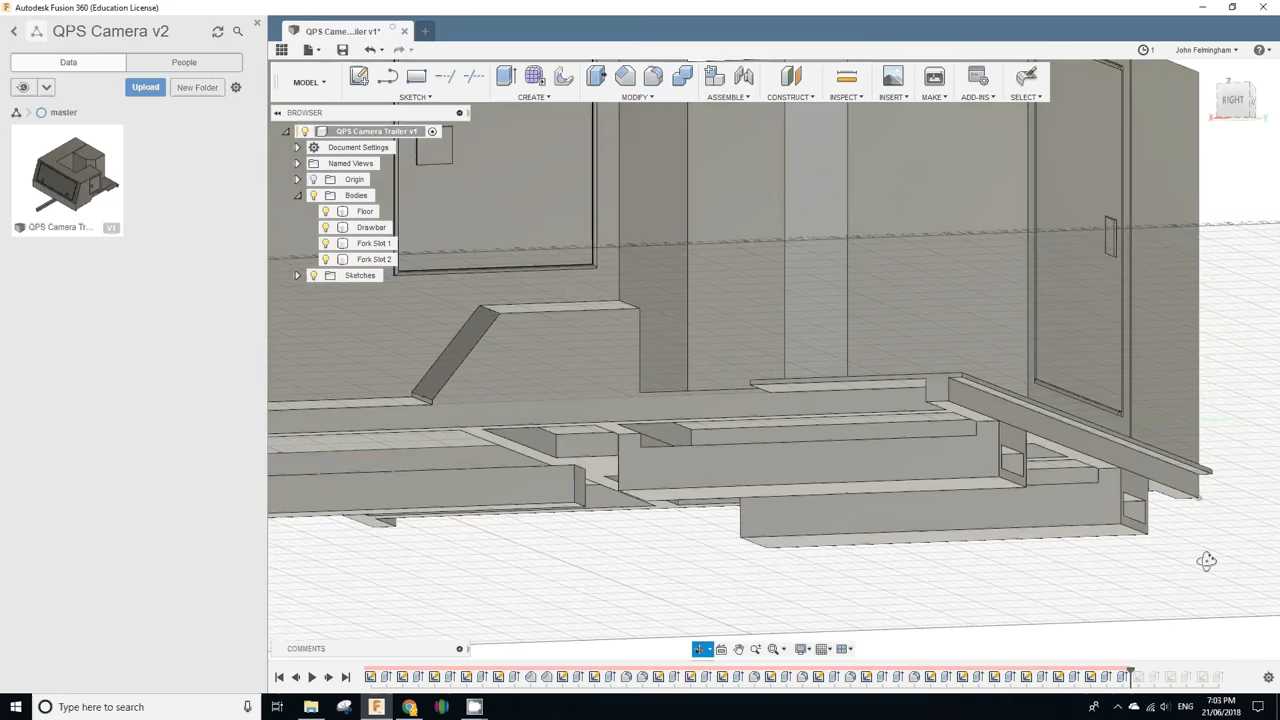 Autodesk Fusion 360 (Education License)
QPS Camera v2
QPS Came...iler v1*
Data
People
John Felmingham
1
Upload
New Folder
MODEL
SKETCH
CREATE
MODIFY
ASSEMBLE
CONSTRUCT
INSPECT
INSERT
MAKE
ADD-INS
SELECT
Z
RIGHT
X
Y
master
BROWSER
QPS Camera Trailer v1
Document Settings
Named Views
Origin
Bodies
Floor
Drawbar
Fork Slot 1
Fork Slot 2
Sketches
QPS Camera Tr...
V1
COMMENTS
Type here to search
ENG
7:03 PM
21/06/2018